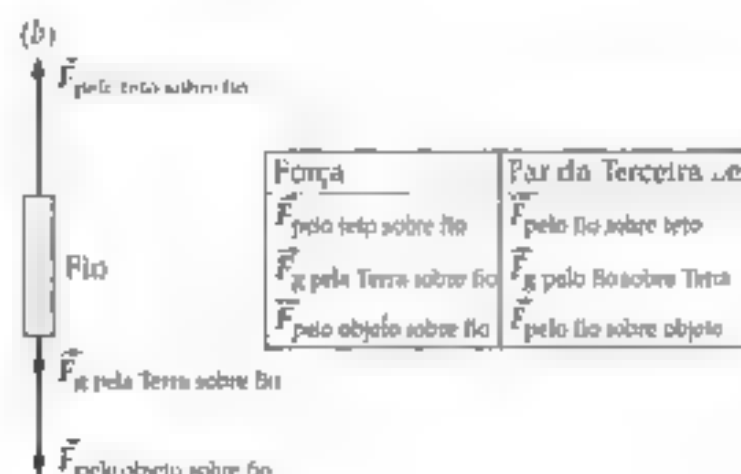 (b)
F pelo teto sobre fio
Força Par da Terceira Le
F pelo teto sobre fio F pelo fio sobre teto
F g pela Terra sobre fio F g pelo fio sobre Terra
F pelo objeto sobre fio F pelo fio sobre objeto
Fio
F g pela Terra sobre fio
F pelo objeto sobre fio